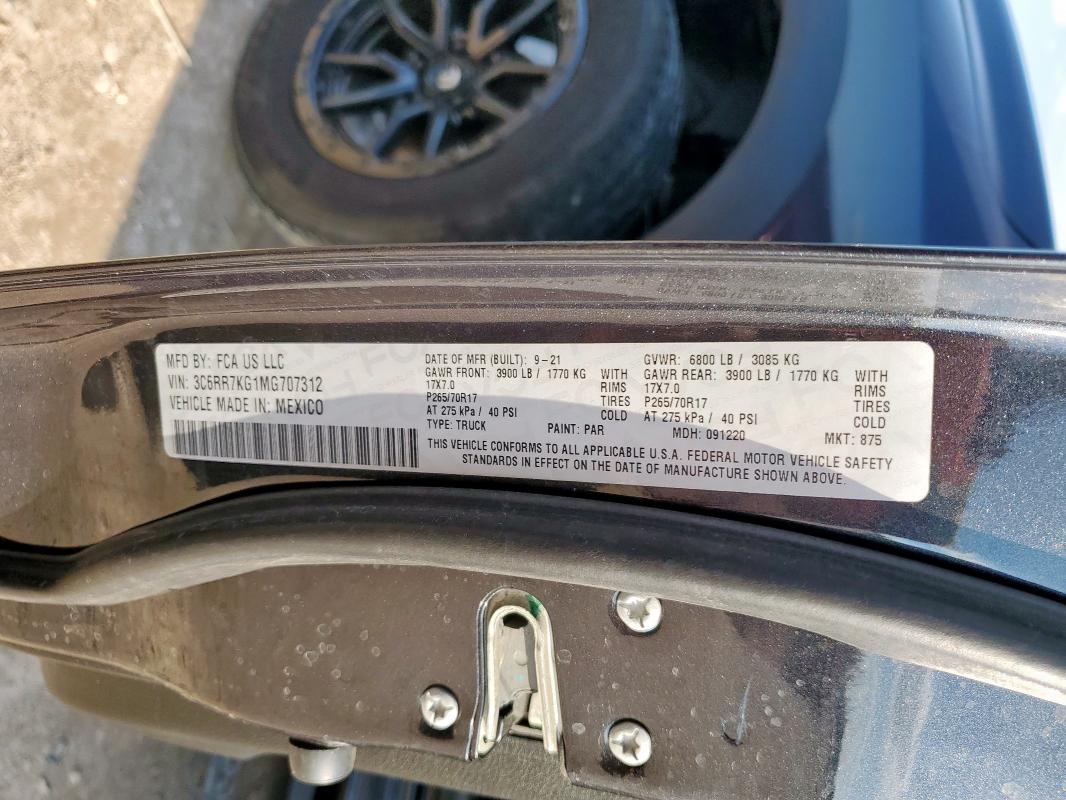 MFD BY: FCA US LLC
VIN: 3C6RR7KG1MG707312
VEHICLE MADE IN: MEXICO
DATE OF MFR (BUILT): 9-21 GVWR: 6800 LB / 3085 KG
GAWR FRONT: 3900 LB / 1770 KG WITH GAWR REAR: 3900 LB / 1770 KG WITH
17X7.0 RIMS 17X7.0 RIMS
P265/70R17 TIRES P265/70R17 TIRES
AT 275 kPa / 40 PSI COLD AT 275 kPa / 40 PSI COLD
TYPE: TRUCK PAINT: PAR MDH: 091220 MKT: 875
THIS VEHICLE CONFORMS TO ALL APPLICABLE U.S.A. FEDERAL MOTOR VEHICLE SAFETY
STANDARDS IN EFFECT ON THE DATE OF MANUFACTURE SHOWN ABOVE.